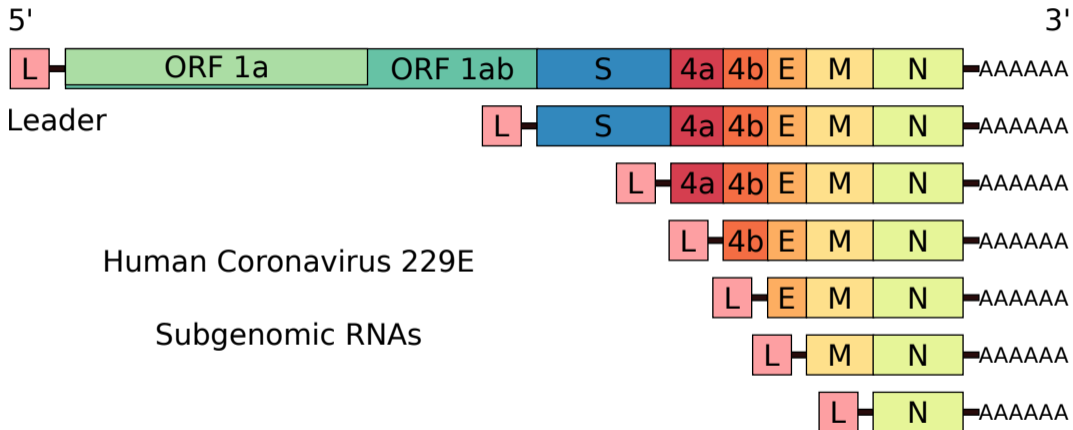 5' 3'
L ORF 1a ORF 1ab S 4a 4b E M N AAAAAA
Leader
L S 4a 4b E M N AAAAAA
L 4a 4b E M N AAAAAA
L 4b E M N AAAAAA
Human Coronavirus 229E
L E M N AAAAAA
Subgenomic RNAs
L M N AAAAAA
L N AAAAAA